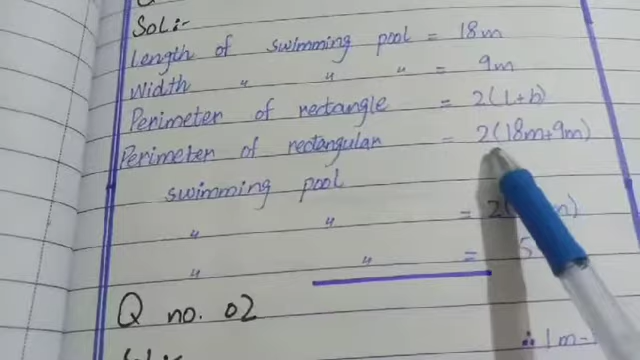 Sol:-
Length of swimming pool = 18m
Width " " " = 9m
Perimeter of rectangle = 2(L+b)
Perimeter of rectangular = 2(18m+9m)
swimming pool
" " = 2( m)
" " = 5
Q no. 02
∴ 1m